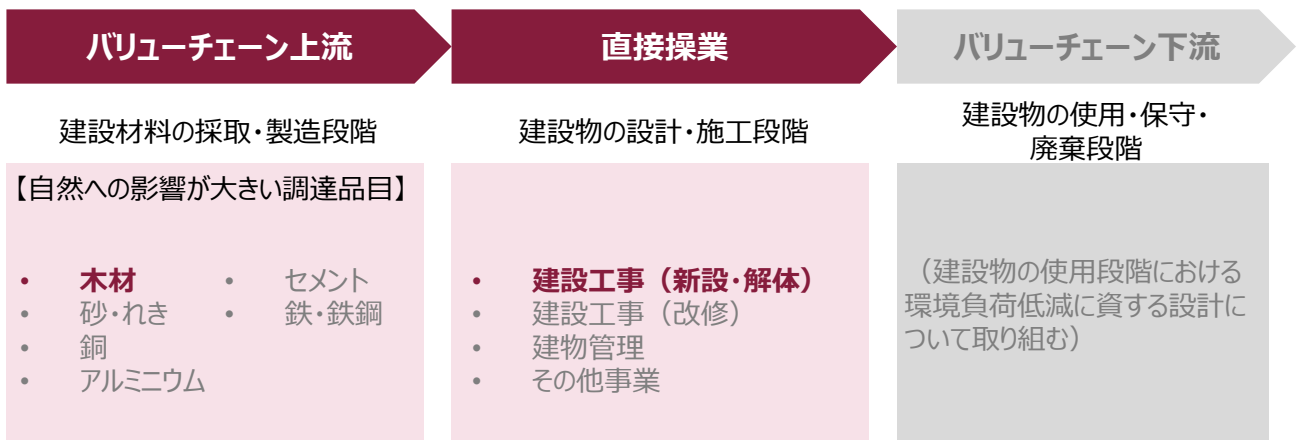 バリューチェーン上流
直接操業
バリューチェーン下流
建設材料の採取・製造段階
建設物の設計・施工段階
建設物の使用・保守・
廃棄段階
【自然への影響が大きい調達品目】
• 木材
• 砂・れき
• 銅
• アルミニウム
• セメント
• 鉄・鉄鋼
• 建設工事（新設・解体）
• 建設工事（改修）
• 建物管理
• その他事業
（建設物の使用段階における
環境負荷低減に資する設計に
ついて取り組む）